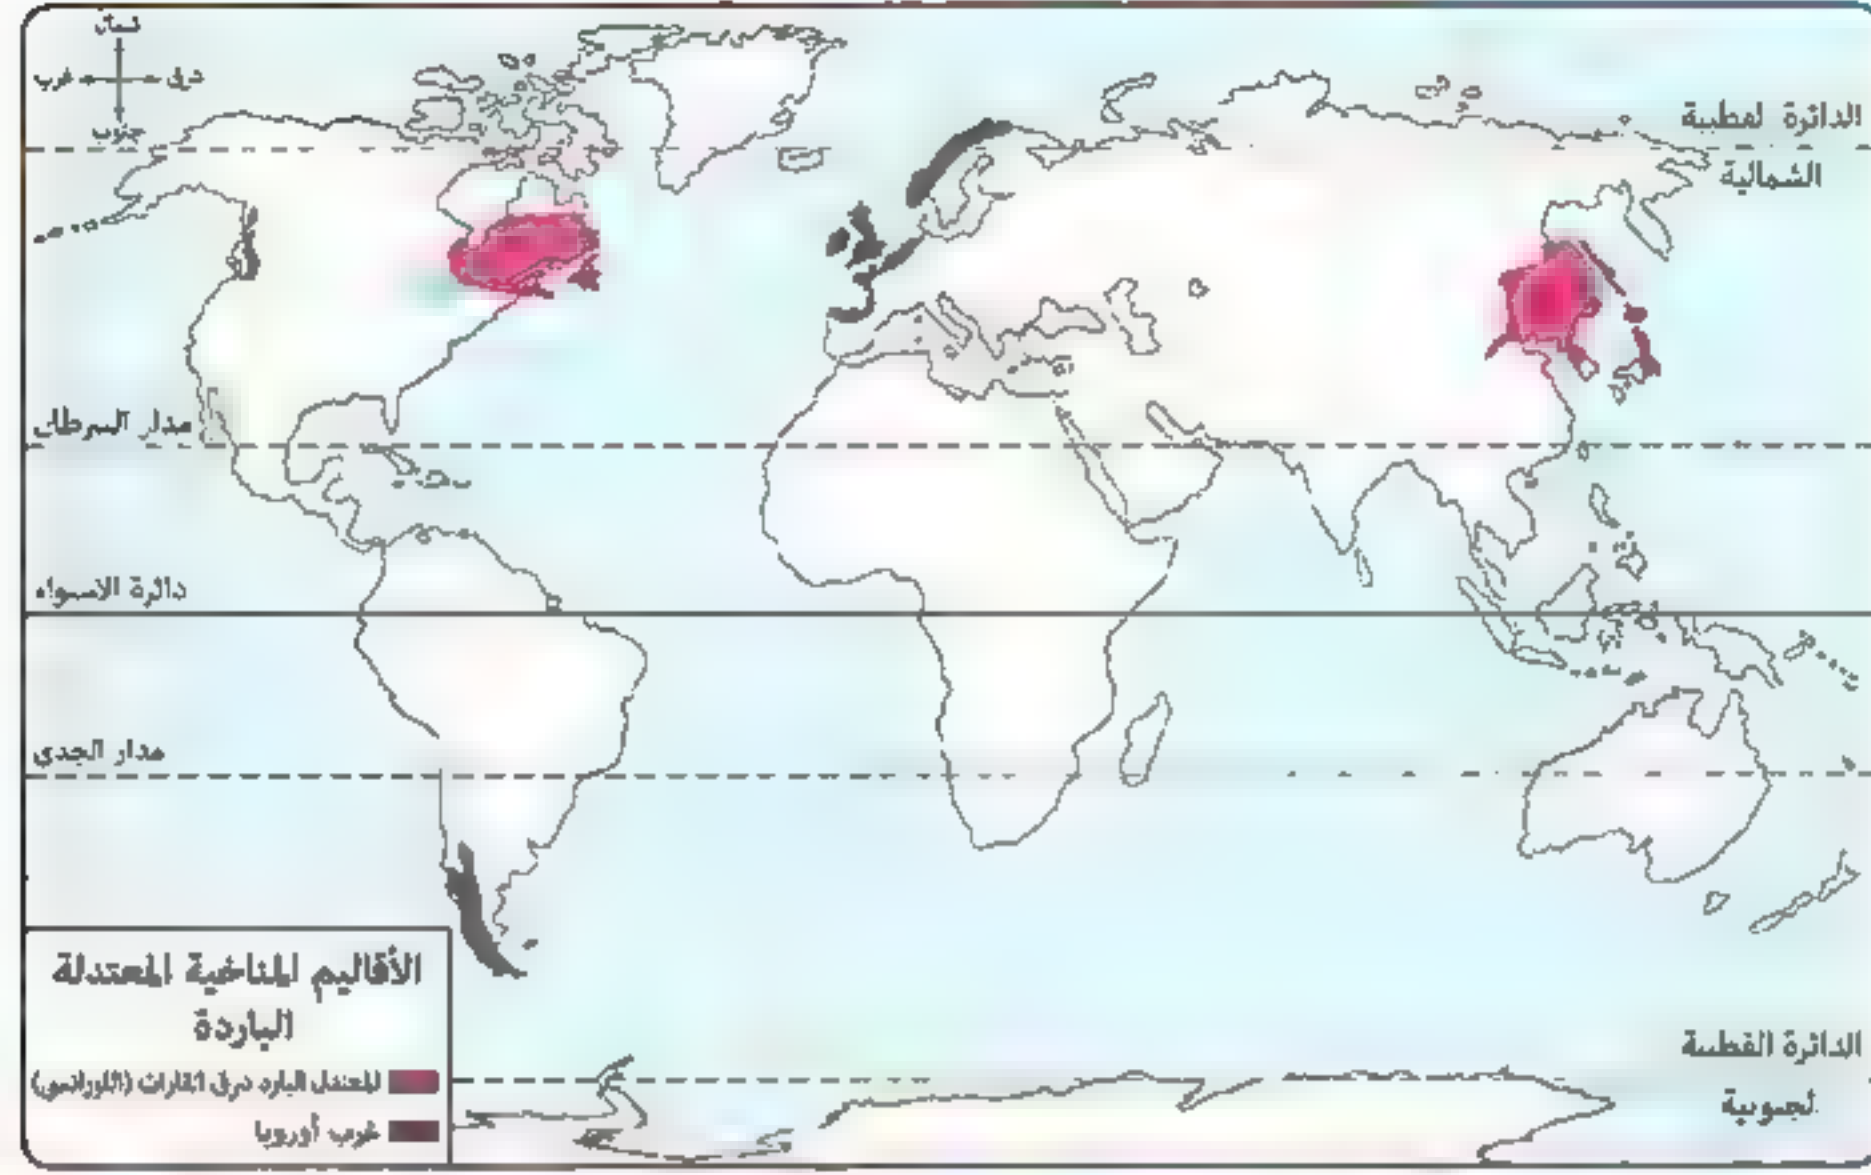 شمال
غرب
شرق
جنوب
الدائرة القطبية
الشمالية
مدار السرطان
دائرة الاستواء
مدار الجدي
الأقاليم المناخية المعتدلة
الباردة
المعتدل البارد شرق القارات (اللورانسي)
غرب أوروبا
الدائرة القطبية
الجنوبية